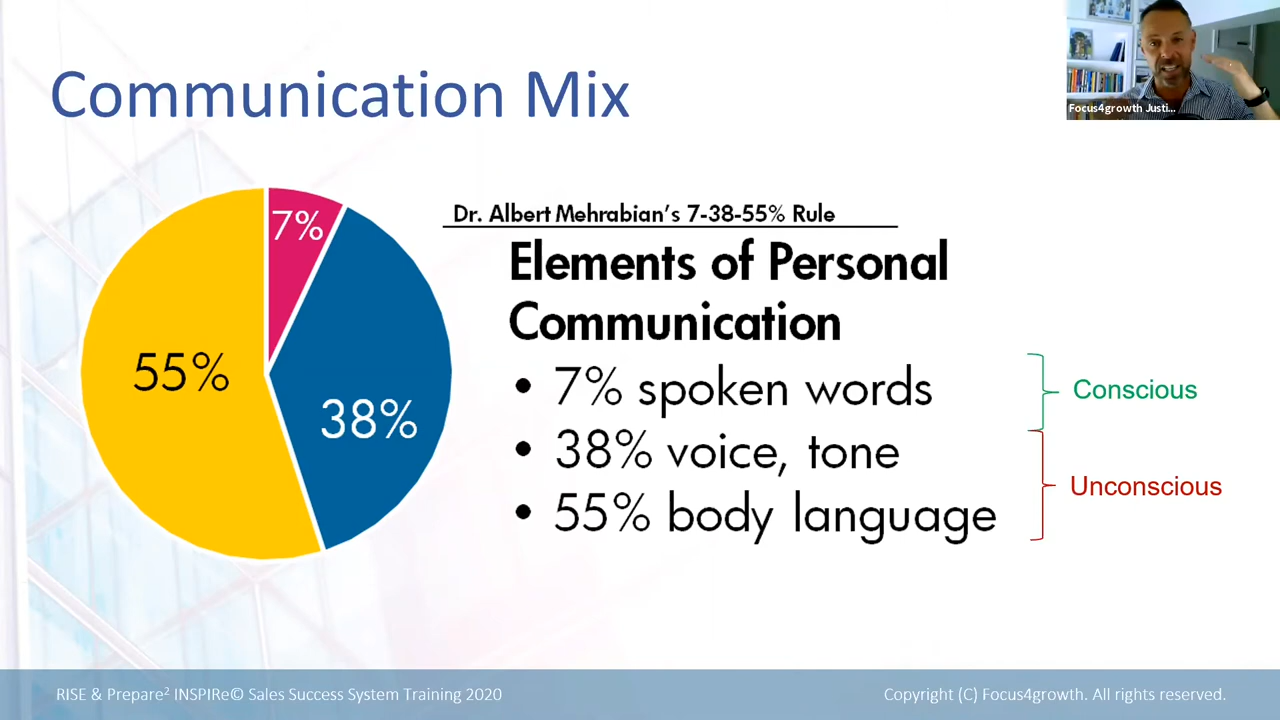 Communication Mix
Focus4growth Justi...
7%
55%
38%
Dr. Albert Mehrabian's 7-38-55% Rule
Elements of Personal
Communication
• 7% spoken words
• 38% voice, tone
• 55% body language
Conscious
Unconscious
RISE & Prepare² INSPIRe© Sales Success System Training 2020
Copyright (C) Focus4growth. All rights reserved.